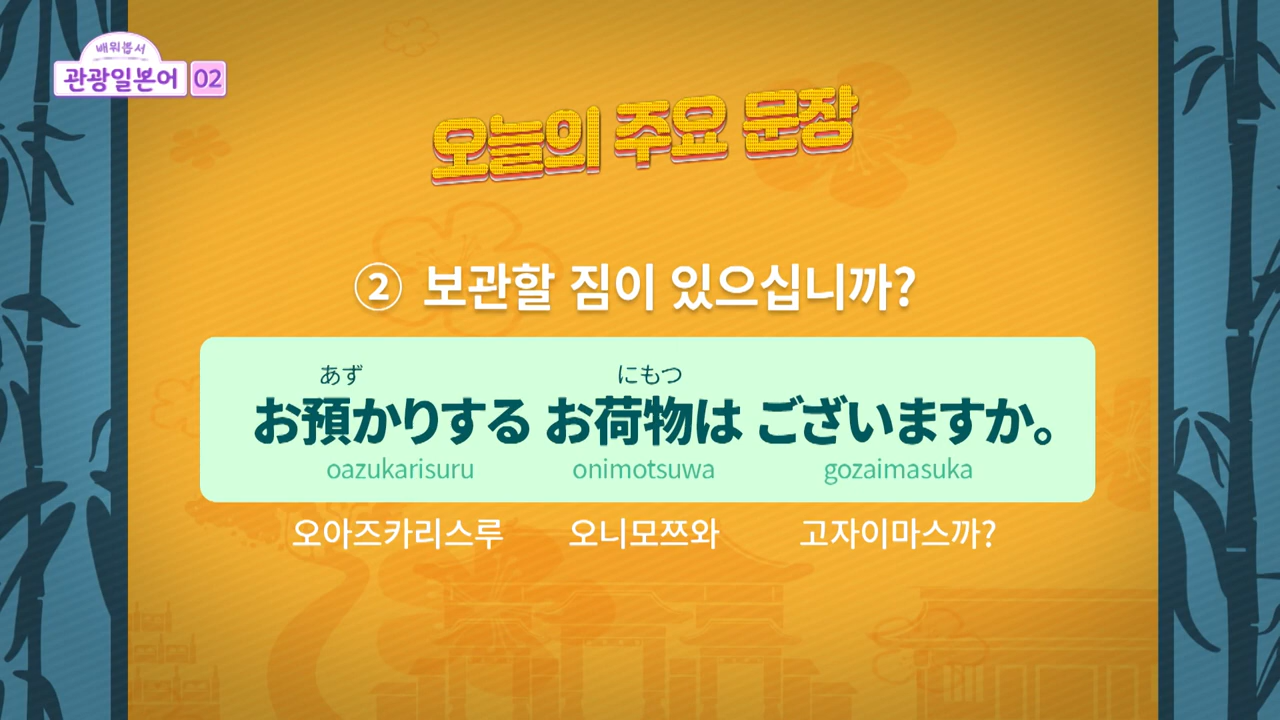 배워봅서
관광일본어 02
오늘의 주요 문장
② 보관할 짐이 있으십니까?
あず にもつ
お預かりする お荷物は ございますか。
oazukarisuru onimotsuwa gozaimasuka
오아즈카리스루 오니모쯔와 고자이마스까?